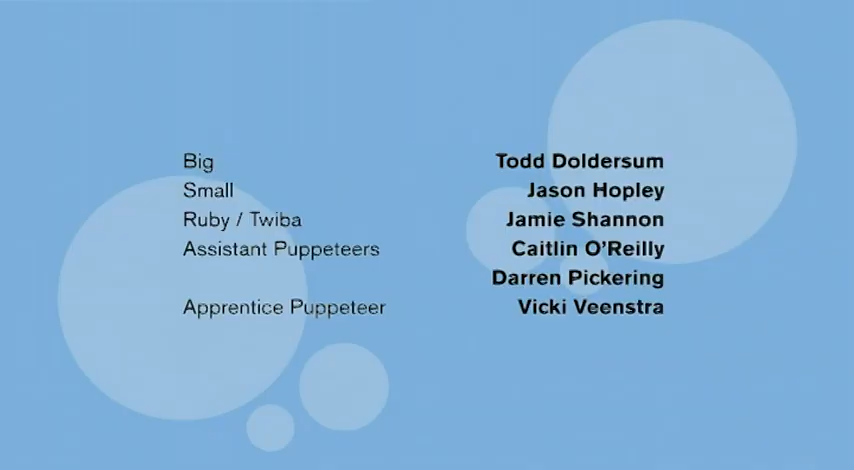 Big Todd Doldersum
Small Jason Hopley
Ruby / Twiba Jamie Shannon
Assistant Puppeteers Caitlin O'Reilly
Darren Pickering
Apprentice Puppeteer Vicki Veenstra